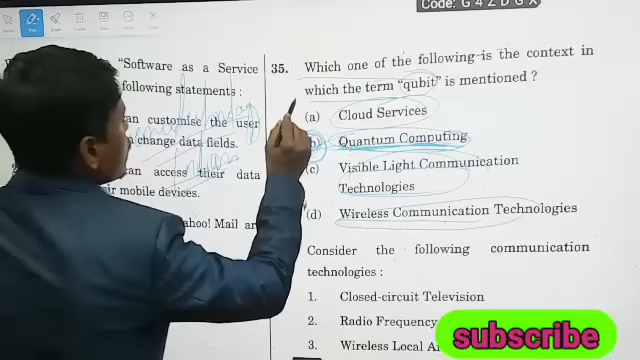 Code: G 4 Z D G X
"Software as a Service
following statements :
can customise the user
change data fields.
can access their data
mobile devices.
Yahoo! Mail
35. Which one of the following is the context in
which the term "qubit" is mentioned ?
(a) Cloud Services
(b) Quantum Computing
(c) Visible Light Communication
Technologies
(d) Wireless Communication Technologies
Consider the following communication
technologies :
1. Closed-circuit Television
2. Radio Frequency
3. Wireless Local
subscribe